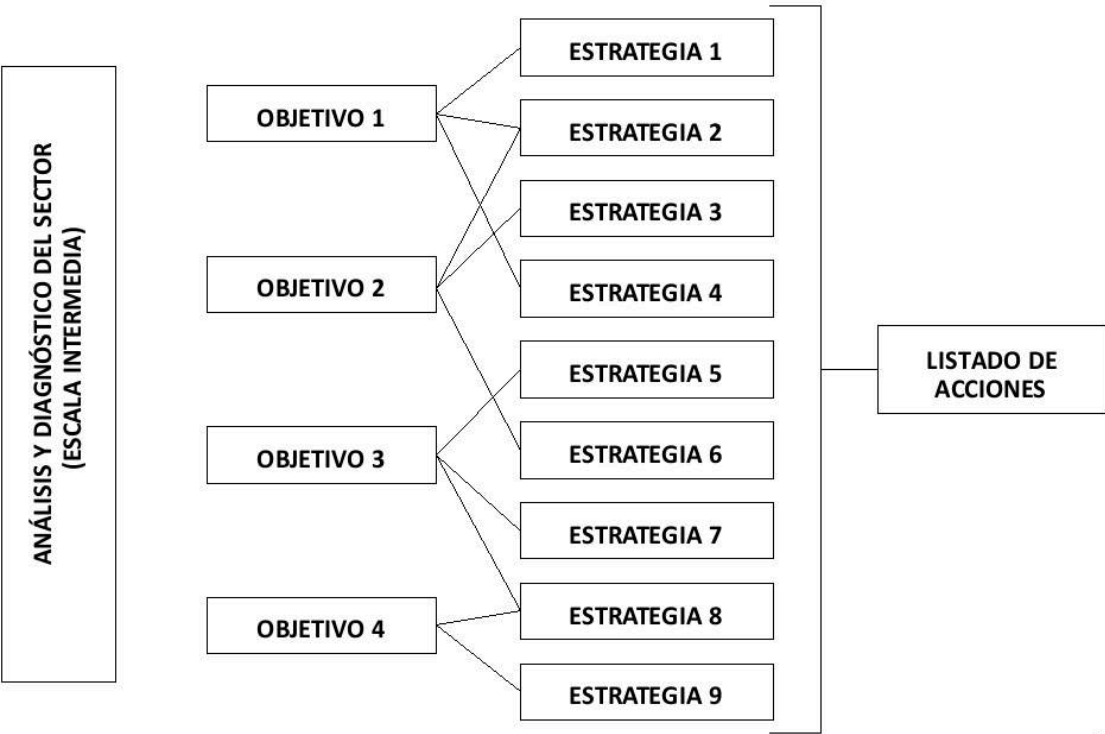 ANÁLISIS Y DIAGNÓSTICO DEL SECTOR
(ESCALA INTERMEDIA)
OBJETIVO 1
OBJETIVO 2
OBJETIVO 3
OBJETIVO 4
ESTRATEGIA 1
ESTRATEGIA 2
ESTRATEGIA 3
ESTRATEGIA 4
ESTRATEGIA 5
ESTRATEGIA 6
ESTRATEGIA 7
ESTRATEGIA 8
ESTRATEGIA 9
LISTADO DE
ACCIONES